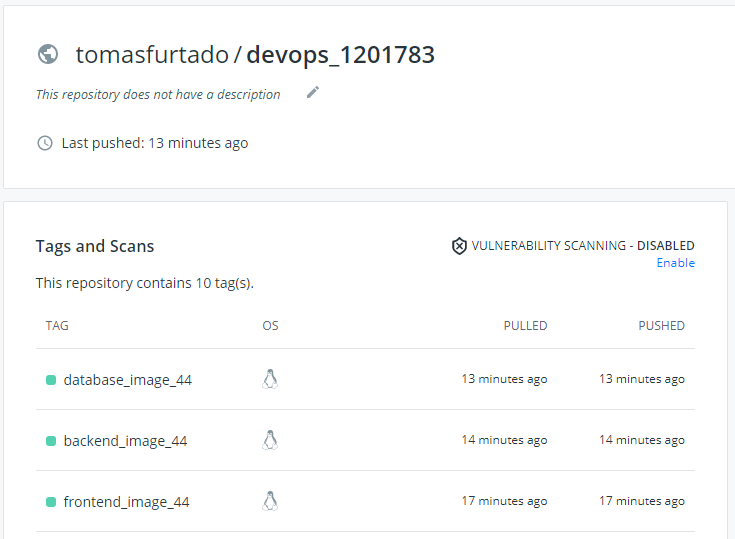 tomasfurtado / devops_1201783
This repository does not have a description
Last pushed: 13 minutes ago
Tags and Scans
VULNERABILITY SCANNING - DISABLED
Enable
This repository contains 10 tag(s).
TAG OS PULLED PUSHED
database_image_44 13 minutes ago 13 minutes ago
backend_image_44 14 minutes ago 14 minutes ago
frontend_image_44 17 minutes ago 17 minutes ago